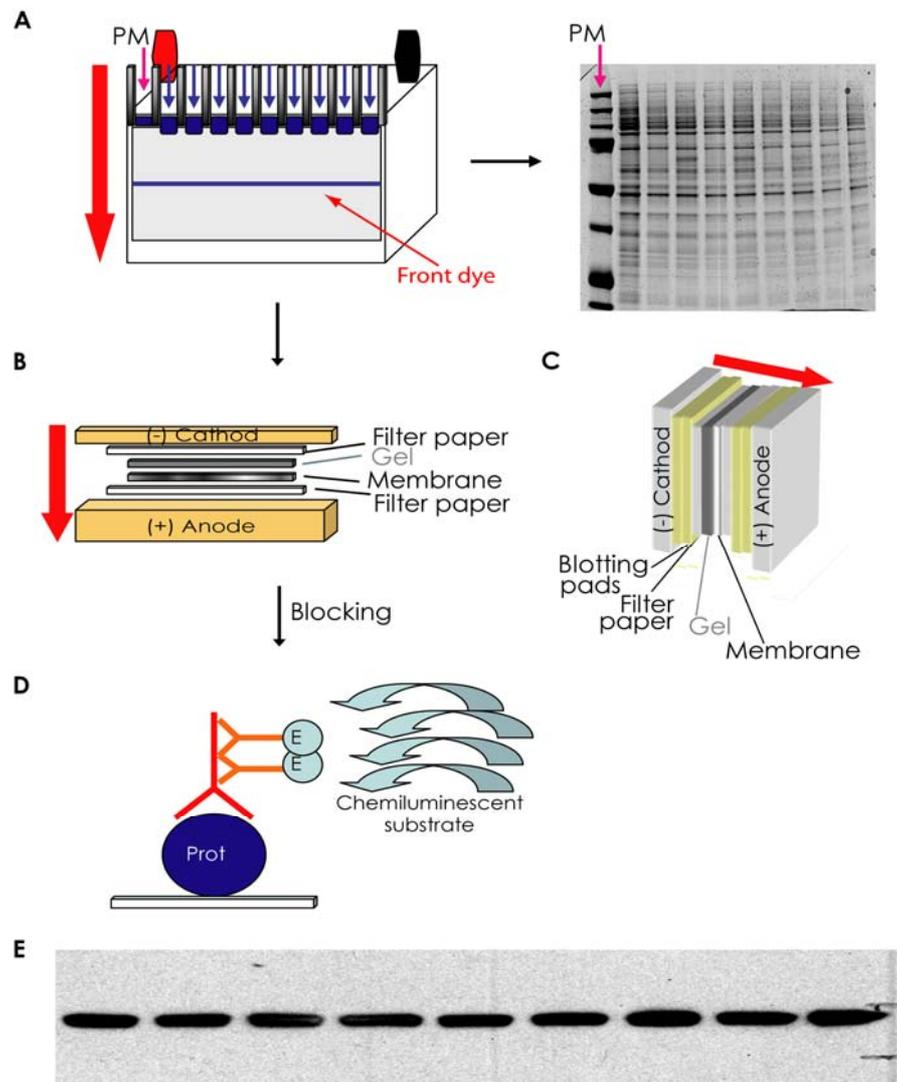 A
PM
Front dye
PM
B
(-) Cathod
Filter paper
Gel
Membrane
Filter paper
(+) Anode
C
(-) Cathod
(+) Anode
Blotting
pads
Filter
paper
Gel
Membrane
Blocking
D
E
E
Chemiluminescent
substrate
Prot
E